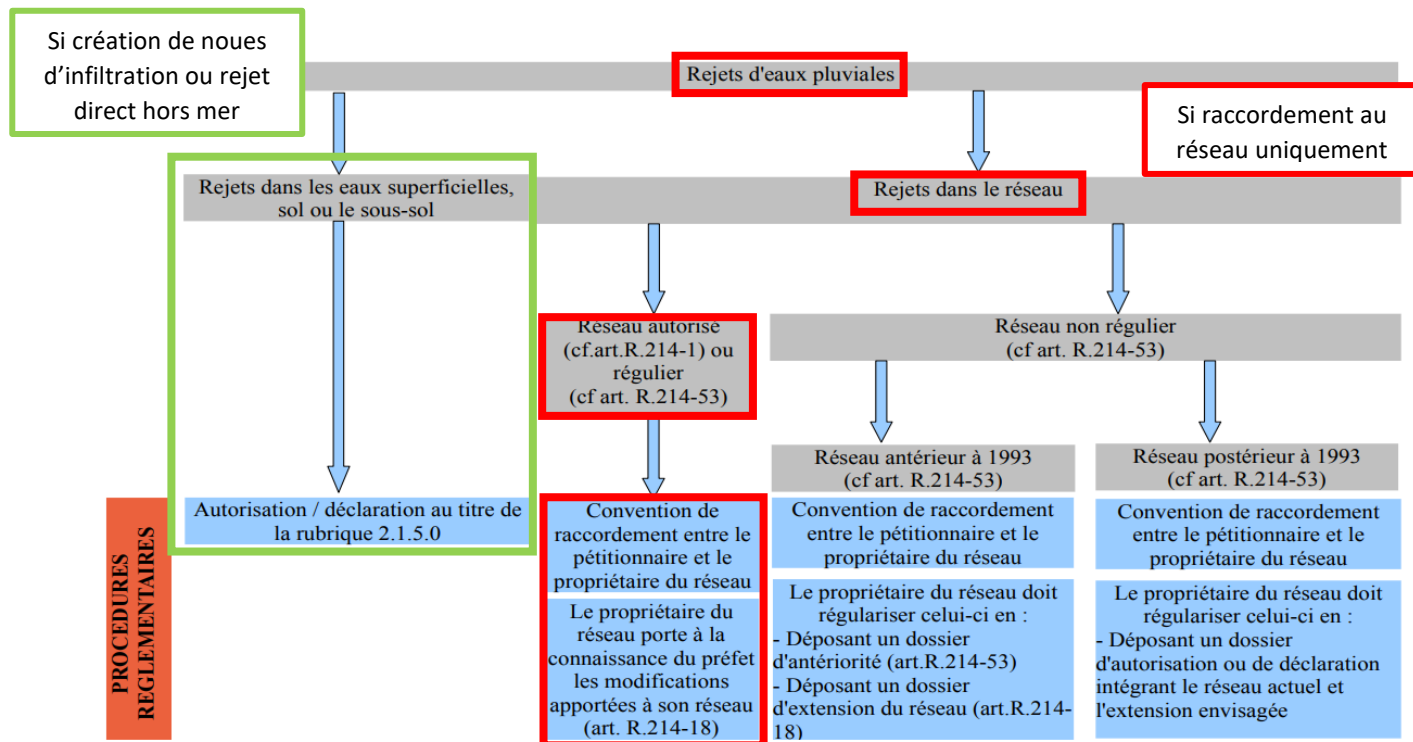 Si création de noues
d’infiltration ou rejet
direct hors mer
Rejets d'eaux pluviales
Si raccordement au
réseau uniquement
Rejets dans les eaux superficielles,
sol ou le sous-sol
Rejets dans le réseau
Réseau autorisé
(cf.art.R.214-1) ou
régulier
(cf art. R.214-53)
Réseau non régulier
(cf art. R.214-53)
Réseau antérieur à 1993
(cf art. R.214-53)
Réseau postérieur à 1993
(cf art. R.214-53)
PROCEDURES
REGLEMENTAIRES
Autorisation / déclaration au titre de
la rubrique 2.1.5.0
Convention de
raccordement entre le
pétitionnaire et le
propriétaire du réseau
Le propriétaire du
réseau porte à la
connaissance du préfet
les modifications
apportées à son réseau
(art. R.214-18)
Convention de raccordement
entre le pétitionnaire et le
propriétaire du réseau
Le propriétaire du réseau doit
régulariser celui-ci en :
- Déposant un dossier
d'antériorité (art.R.214-53)
- Déposant un dossier
d'extension du réseau (art.R.214-
18)
Convention de raccordement
entre le pétitionnaire et le
propriétaire du réseau
Le propriétaire du réseau doit
régulariser celui-ci en :
- Déposant un dossier
d'autorisation ou de déclaration
intégrant le réseau actuel et
l'extension envisagée